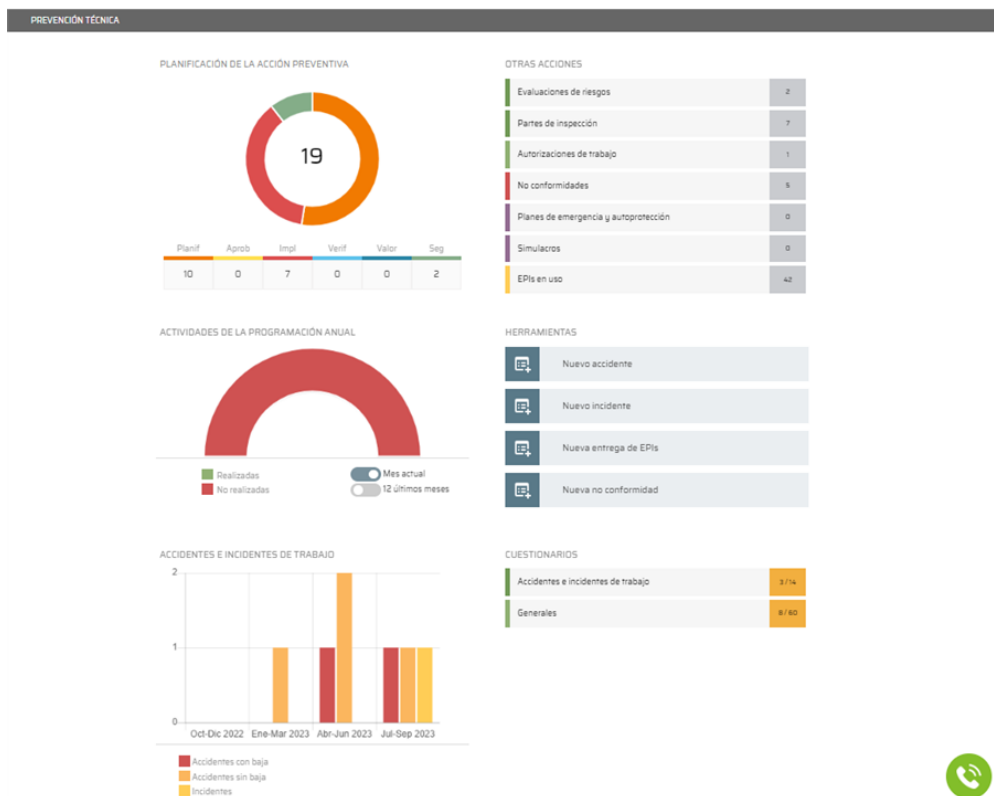 PREVENCIÓN TÉCNICA
PLANIFICACIÓN DE LA ACCIÓN PREVENTIVA
19
Planif Aprob Impl Verif Valor Seg
10 0 7 0 0 2
OTRAS ACCIONES
Evaluaciones de riesgos 2
Partes de inspección 7
Autorizaciones de trabajo 1
No conformidades 5
Planes de emergencia y autoprotección 0
Simulacros 0
EPIs en uso 42
ACTIVIDADES DE LA PROGRAMACIÓN ANUAL
Realizadas
No realizadas
Mes actual
12 últimos meses
HERRAMIENTAS
Nuevo accidente
Nuevo incidente
Nueva entrega de EPIs
Nueva no conformidad
ACCIDENTES E INCIDENTES DE TRABAJO
2
1
0
Oct-Dic 2022 Ene-Mar 2023 Abr-Jun 2023 Jul-Sep 2023
Accidentes con baja
Accidentes sin baja
Incidentes
CUESTIONARIOS
Accidentes e incidentes de trabajo 3/14
Generales 8/60